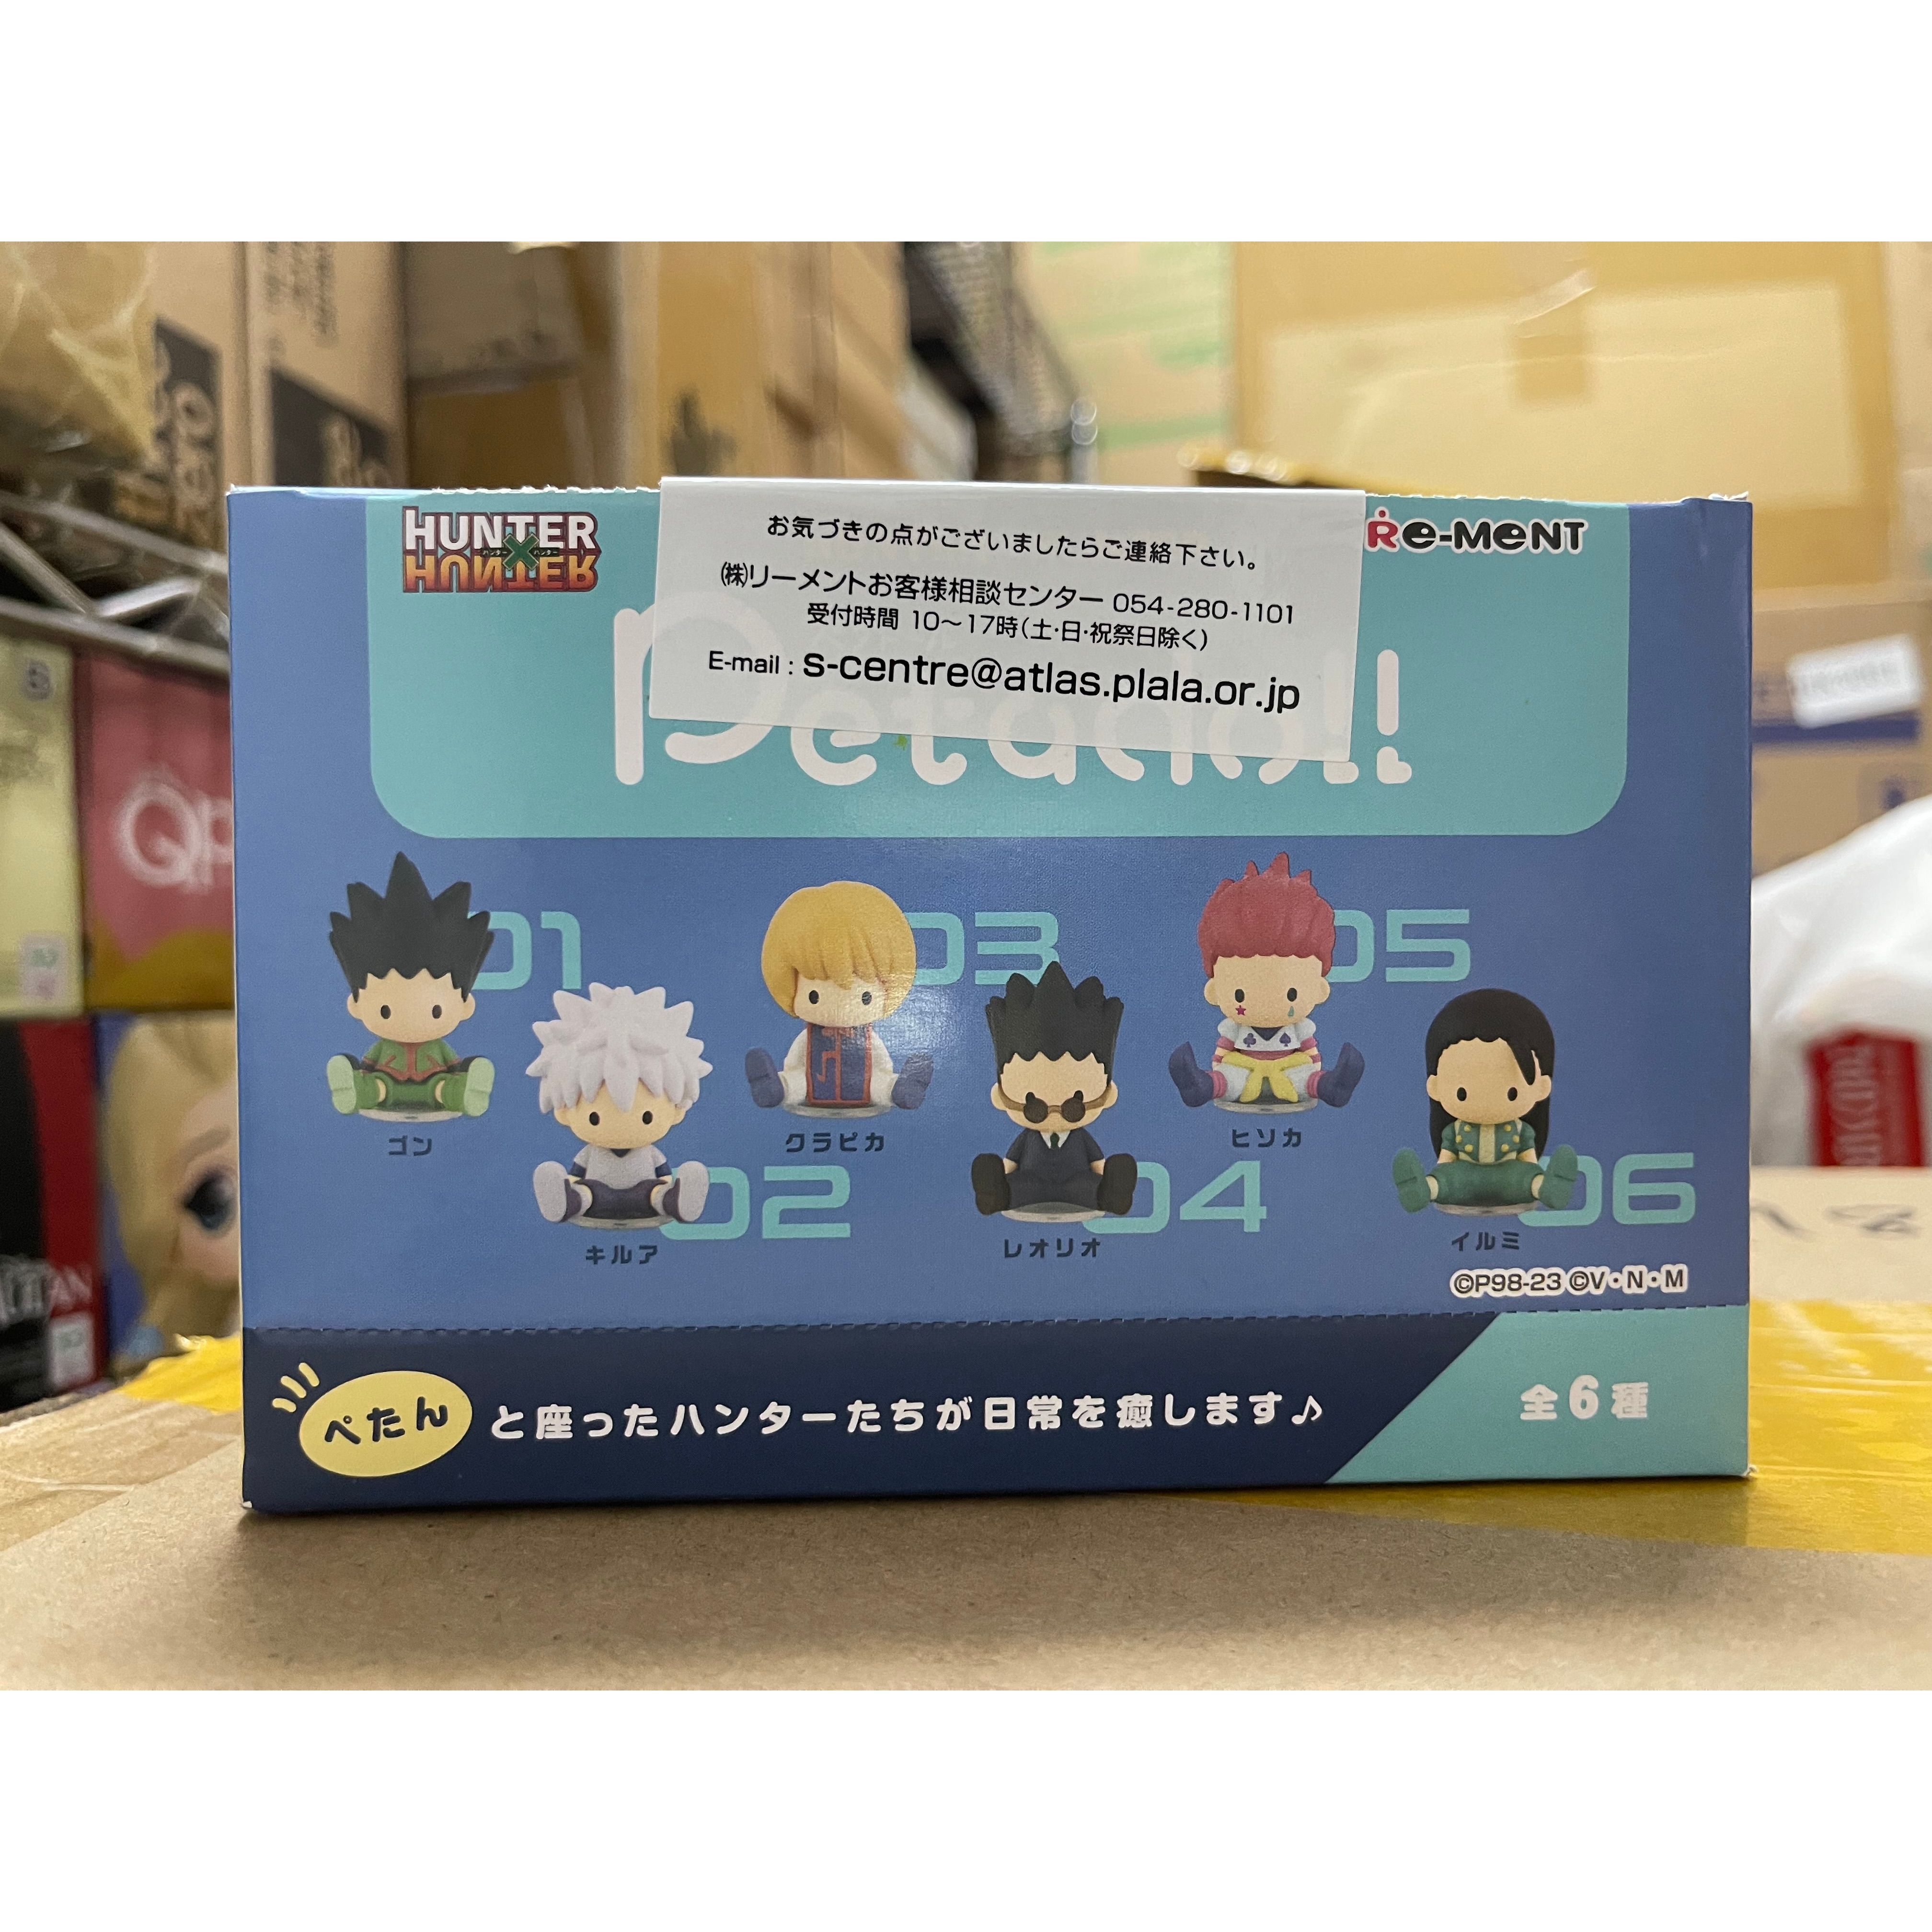 HUNTER
ハンター×ハンター
HUNTER
Re-MeNT
お気づきの点がございましたらご連絡下さい。
㈱リーメントお客様相談センター 054-280-1101
受付時間 10〜17時(土・日・祝祭日除く)
E-mail : s-centre@atlas.plala.or.jp
Petadoll
01
ゴン
02
キルア
03
クラピカ
04
レオリオ
05
ヒソカ
06
イルミ
©P98-23 ©V・N・M
ぺたん と座ったハンターたちが日常を癒します♪
全6種